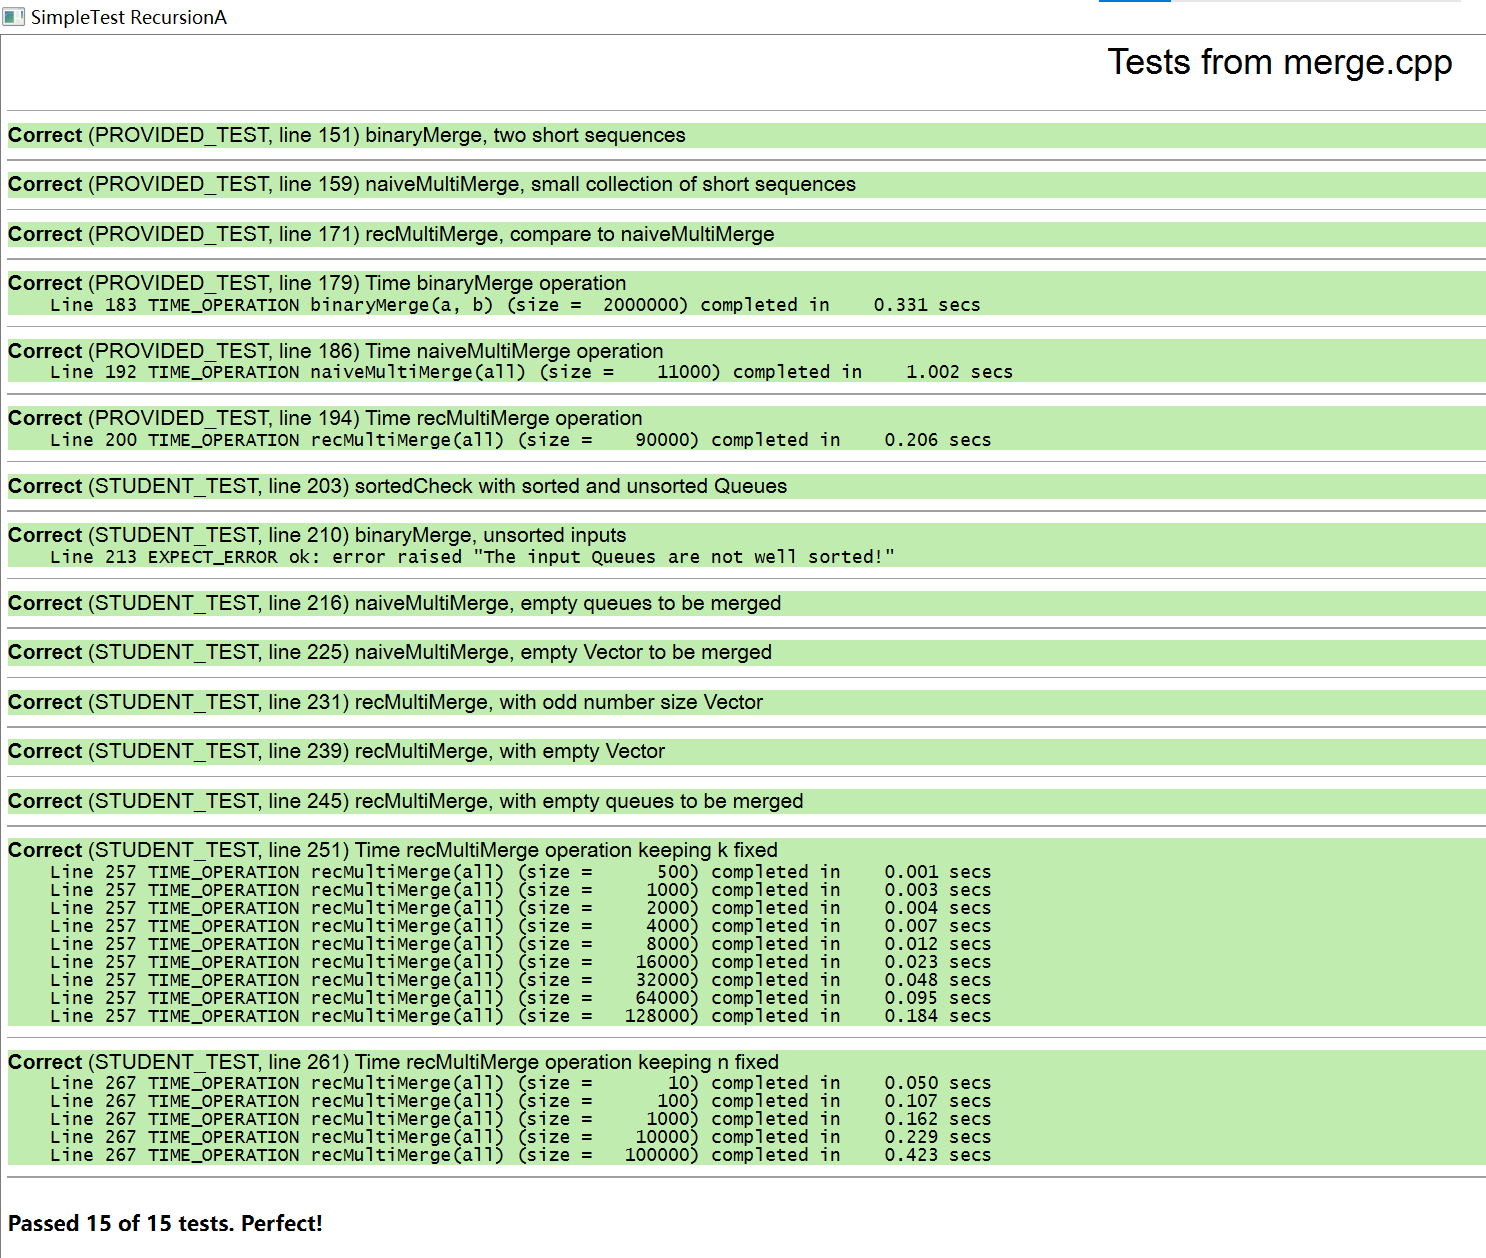 SimpleTest RecursionA
Tests from merge.cpp
Correct (PROVIDED_TEST, line 151) binaryMerge, two short sequences
Correct (PROVIDED_TEST, line 159) naiveMultiMerge, small collection of short sequences
Correct (PROVIDED_TEST, line 171) recMultiMerge, compare to naiveMultiMerge
Correct (PROVIDED_TEST, line 179) Time binaryMerge operation
Line 183 TIME_OPERATION binaryMerge(a, b) (size =  2000000) completed in    0.331 secs
Correct (PROVIDED_TEST, line 186) Time naiveMultiMerge operation
Line 192 TIME_OPERATION naiveMultiMerge(all) (size =    11000) completed in    1.002 secs
Correct (PROVIDED_TEST, line 194) Time recMultiMerge operation
Line 200 TIME_OPERATION recMultiMerge(all) (size =    90000) completed in    0.206 secs
Correct (STUDENT_TEST, line 203) sortedCheck with sorted and unsorted Queues
Correct (STUDENT_TEST, line 210) binaryMerge, unsorted inputs
Line 213 EXPECT_ERROR ok: error raised "The input Queues are not well sorted!"
Correct (STUDENT_TEST, line 216) naiveMultiMerge, empty queues to be merged
Correct (STUDENT_TEST, line 225) naiveMultiMerge, empty Vector to be merged
Correct (STUDENT_TEST, line 231) recMultiMerge, with odd number size Vector
Correct (STUDENT_TEST, line 239) recMultiMerge, with empty Vector
Correct (STUDENT_TEST, line 245) recMultiMerge, with empty queues to be merged
Correct (STUDENT_TEST, line 251) Time recMultiMerge operation keeping k fixed
Line 257 TIME_OPERATION recMultiMerge(all) (size =      500) completed in    0.001 secs
Line 257 TIME_OPERATION recMultiMerge(all) (size =     1000) completed in    0.003 secs
Line 257 TIME_OPERATION recMultiMerge(all) (size =     2000) completed in    0.004 secs
Line 257 TIME_OPERATION recMultiMerge(all) (size =     4000) completed in    0.007 secs
Line 257 TIME_OPERATION recMultiMerge(all) (size =     8000) completed in    0.012 secs
Line 257 TIME_OPERATION recMultiMerge(all) (size =    16000) completed in    0.023 secs
Line 257 TIME_OPERATION recMultiMerge(all) (size =    32000) completed in    0.048 secs
Line 257 TIME_OPERATION recMultiMerge(all) (size =    64000) completed in    0.095 secs
Line 257 TIME_OPERATION recMultiMerge(all) (size =   128000) completed in    0.184 secs
Correct (STUDENT_TEST, line 261) Time recMultiMerge operation keeping n fixed
Line 267 TIME_OPERATION recMultiMerge(all) (size =       10) completed in    0.050 secs
Line 267 TIME_OPERATION recMultiMerge(all) (size =      100) completed in    0.107 secs
Line 267 TIME_OPERATION recMultiMerge(all) (size =     1000) completed in    0.162 secs
Line 267 TIME_OPERATION recMultiMerge(all) (size =    10000) completed in    0.229 secs
Line 267 TIME_OPERATION recMultiMerge(all) (size =   100000) completed in    0.423 secs
Passed 15 of 15 tests. Perfect!